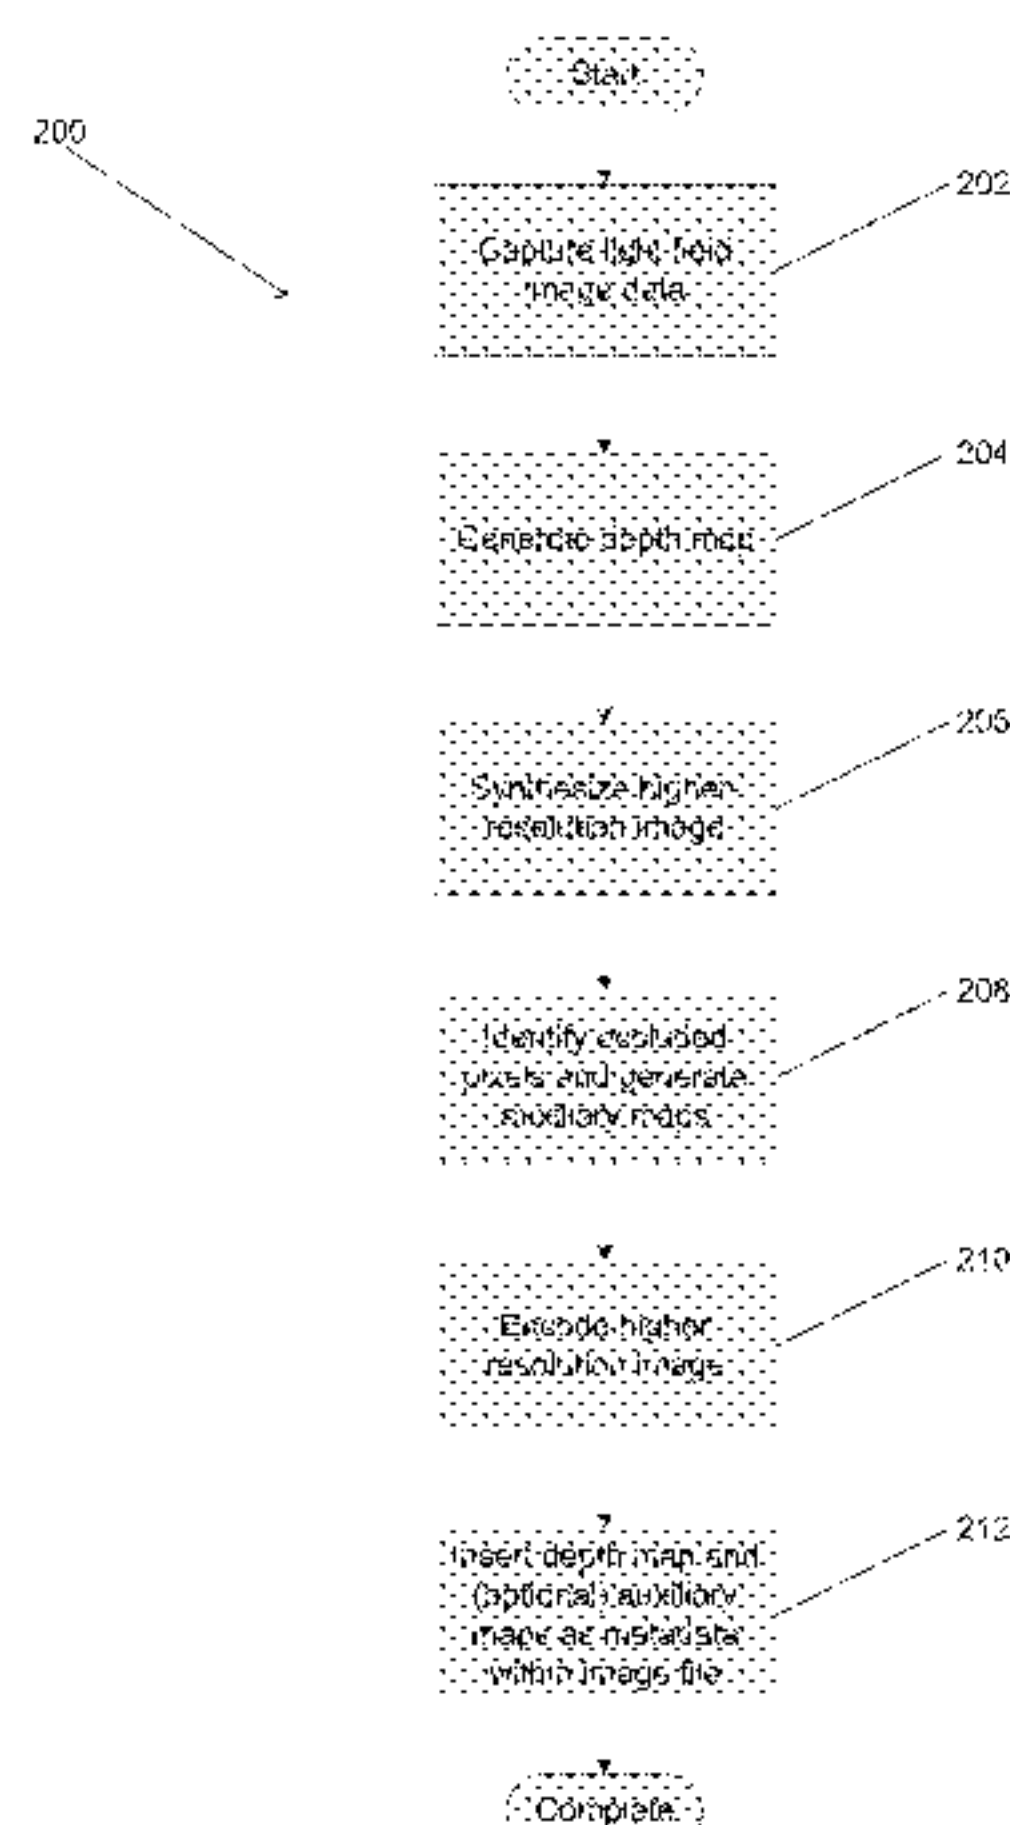 Start
200
202
Capture light field
image data
204
Generate depth map
206
Synthesize higher
resolution image
208
Identify occluded
pixels and generate
auxiliary maps
210
Encode higher
resolution image
212
Insert depth map and
(optional) auxiliary
maps as metadata
within image file
Complete